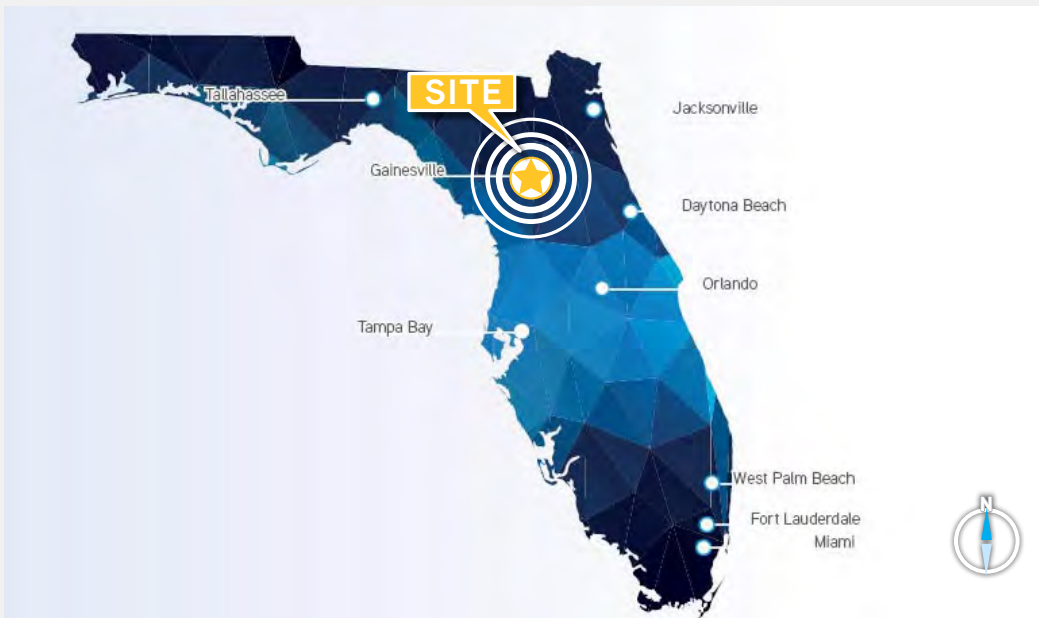 SITE
Tallahassee
Jacksonville
Gainesville
Daytona Beach
Orlando
Tampa Bay
West Palm Beach
Fort Lauderdale
Miami
N